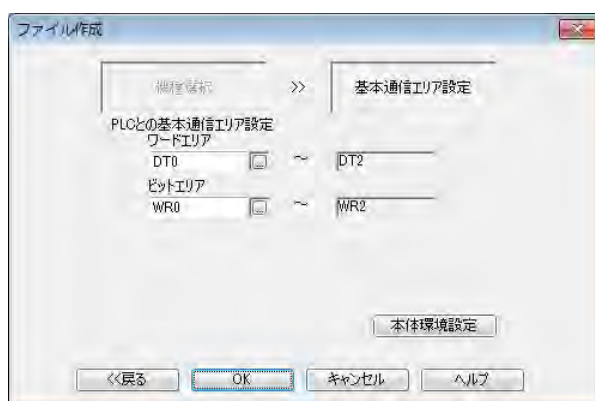 ファイル作成
機種選択 >> 基本通信エリア設定
PLCとの基本通信エリア設定
ワードエリア
DT0 ... ~ DT2
ビットエリア
WR0 ... ~ WR2
本体環境設定
<<戻る OK キャンセル ヘルプ